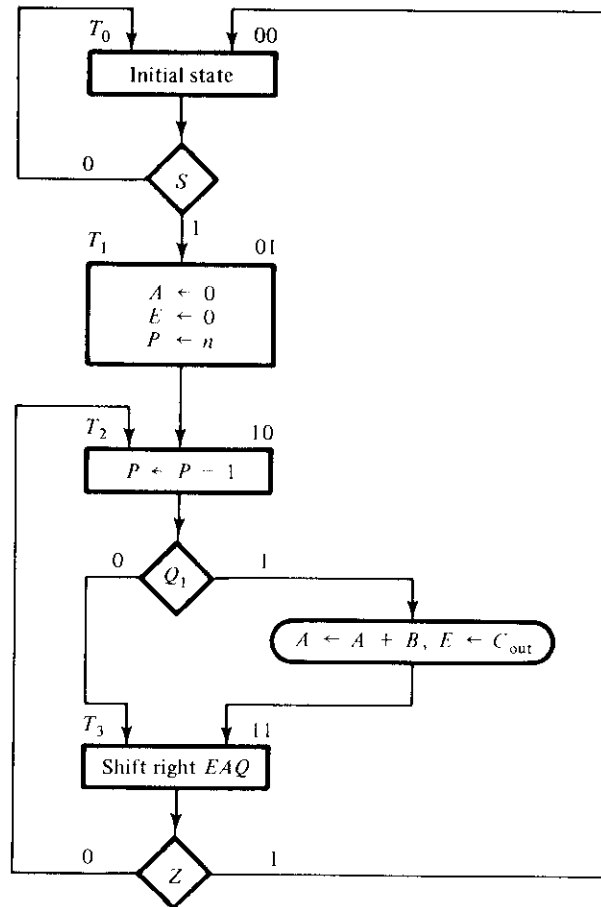 T₀ 00
Initial state
0 S
1
T₁ 01
A ← 0
E ← 0
P ← n
T₂ 10
P ← P − 1
0 Q₁ 1
A ← A + B, E ← C_out
T₃ 11
Shift right EAQ
0 Z 1